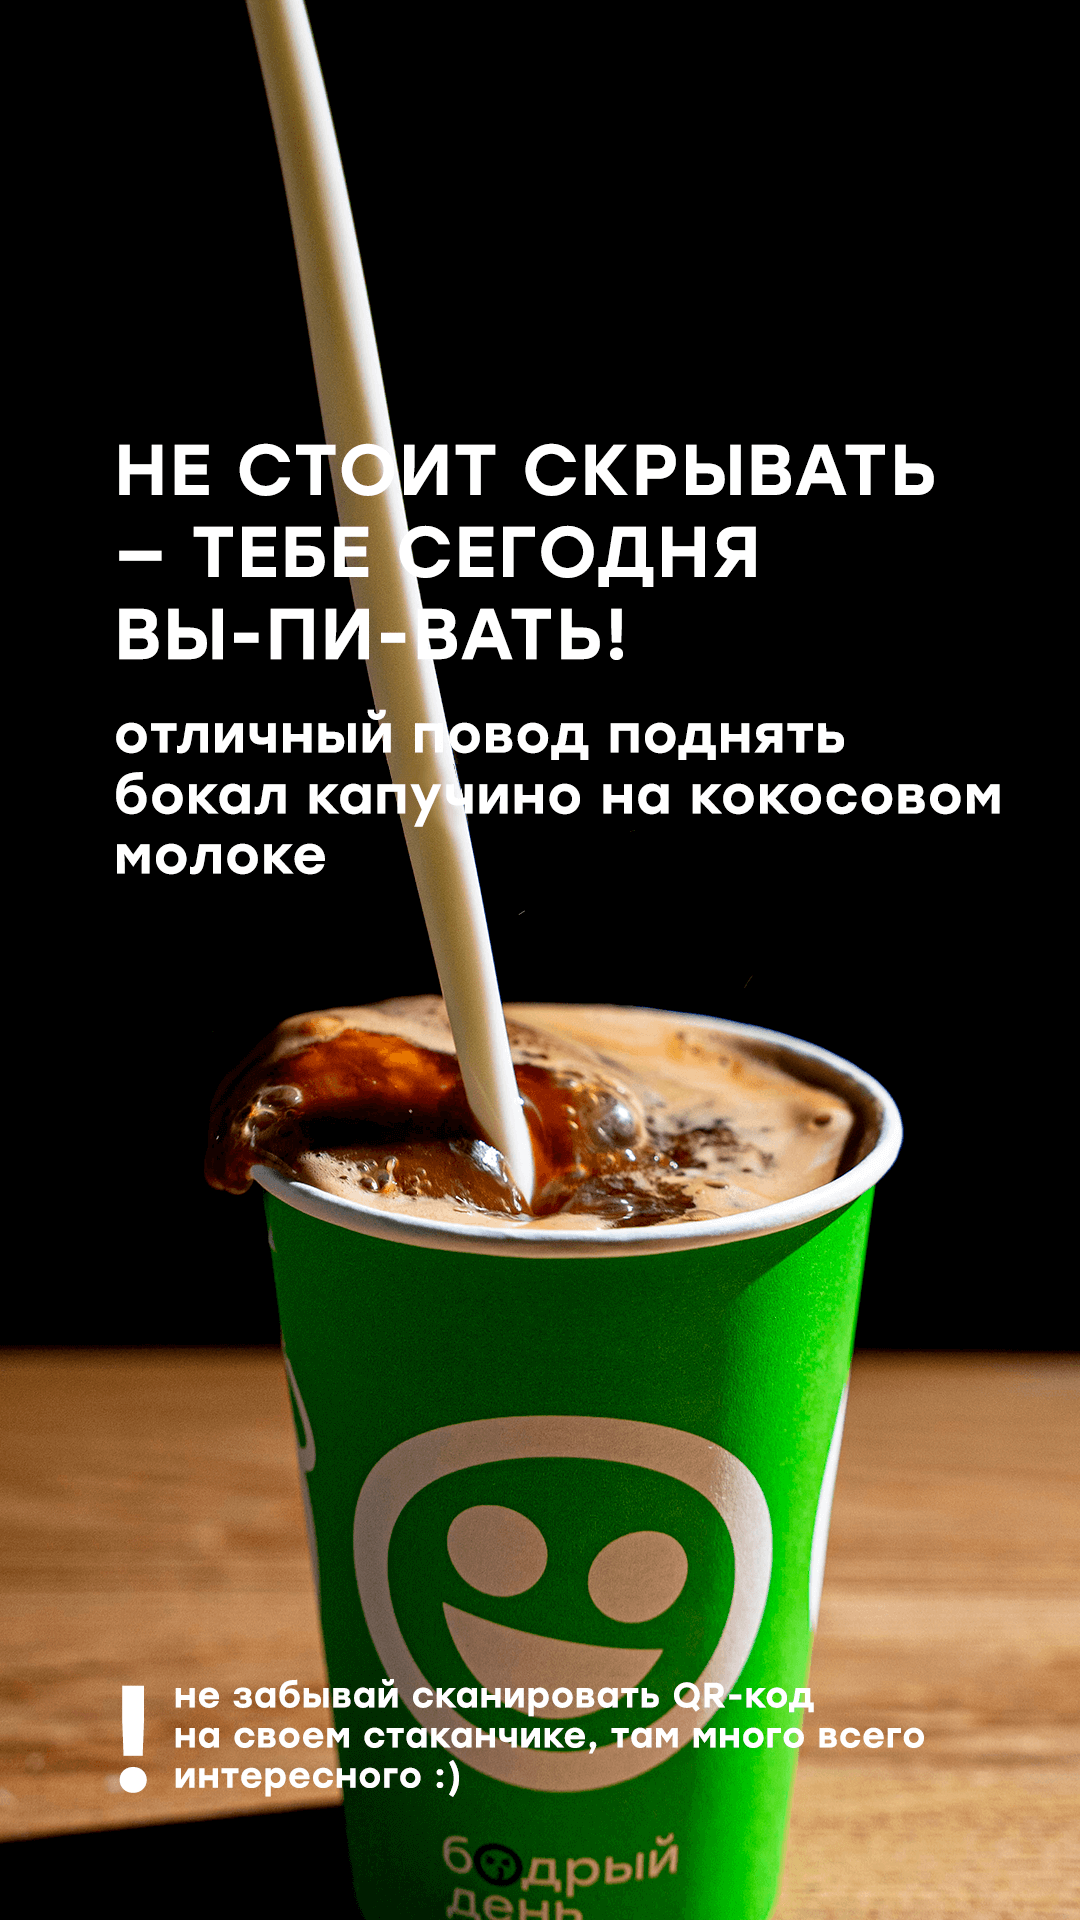 НЕ СТОИТ СКРЫВАТЬ
– ТЕБЕ СЕГОДНЯ
ВЫ-ПИ-ВАТЬ!
отличный повод поднять
бокал капучино на кокосовом
молоке
не забывай сканировать QR-код
на своем стаканчике, там много всего
интересного :)
бодрый
день